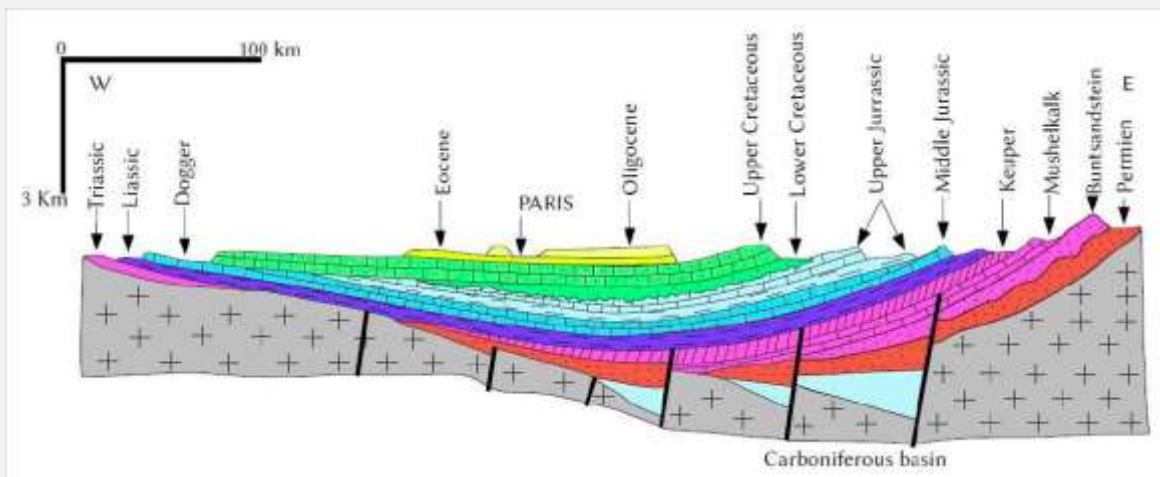 0 100 km
W
3 Km
Triassic
Liassic
Dogger
Eocene
PARIS
Oligocene
Upper Cretaceous
Lower Cretaceous
Upper Jurrassic
Middle Jurassic
Keuper
Mushelkalk
Buntsandstein
Permien
E
Carboniferous basin